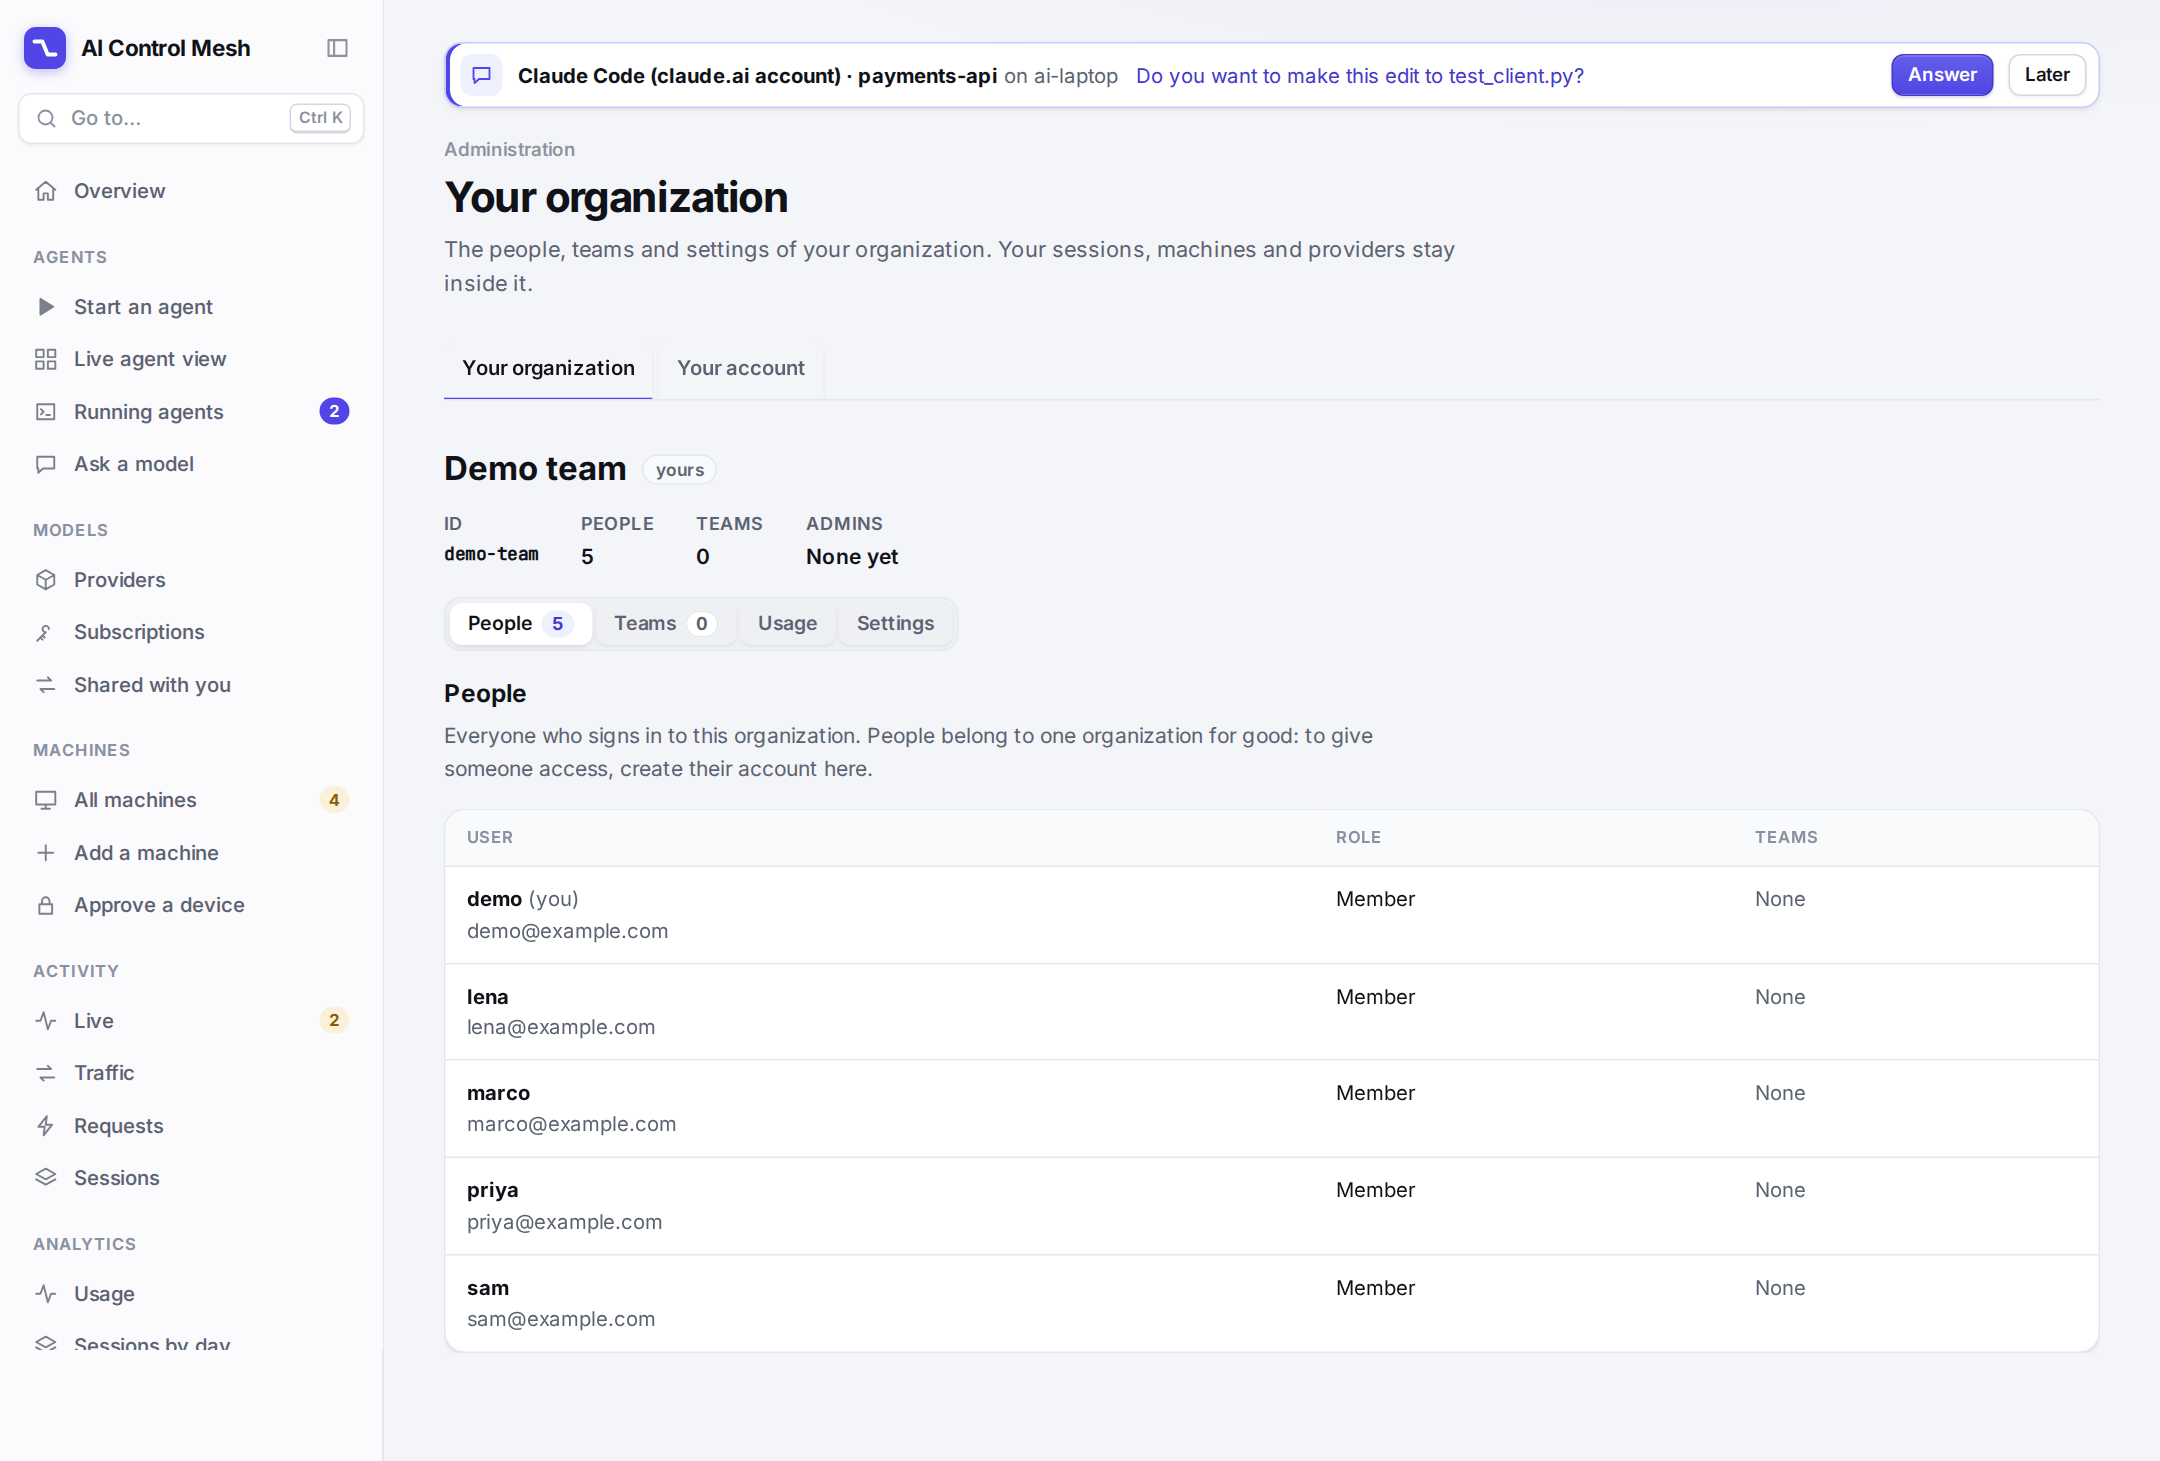 AI Control Mesh
Go to...
Ctrl K
Overview
AGENTS
Start an agent
Live agent view
Running agents 2
Ask a model
MODELS
Providers
Subscriptions
Shared with you
MACHINES
All machines 4
Add a machine
Approve a device
ACTIVITY
Live 2
Traffic
Requests
Sessions
ANALYTICS
Usage
Sessions by day
Claude Code (claude.ai account) · payments-api on ai-laptop Do you want to make this edit to test_client.py?
Answer
Later
Administration
Your organization
The people, teams and settings of your organization. Your sessions, machines and providers stay
inside it.
Your organization Your account
Demo team yours
ID PEOPLE TEAMS ADMINS
demo-team 5 0 None yet
People 5 Teams 0 Usage Settings
People
Everyone who signs in to this organization. People belong to one organization for good: to give
someone access, create their account here.
USER ROLE TEAMS
demo (you) Member None
demo@example.com
lena Member None
lena@example.com
marco Member None
marco@example.com
priya Member None
priya@example.com
sam Member None
sam@example.com